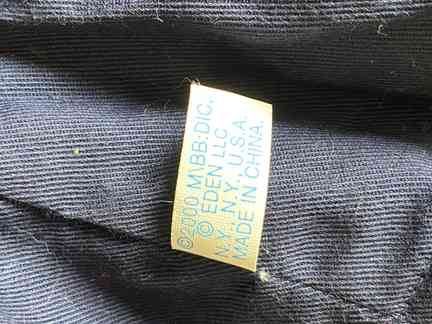 ©2000 M\BB:DIC.
© EDEN LLC
N.Y., N.Y., U.S.A.
MADE IN CHINA.